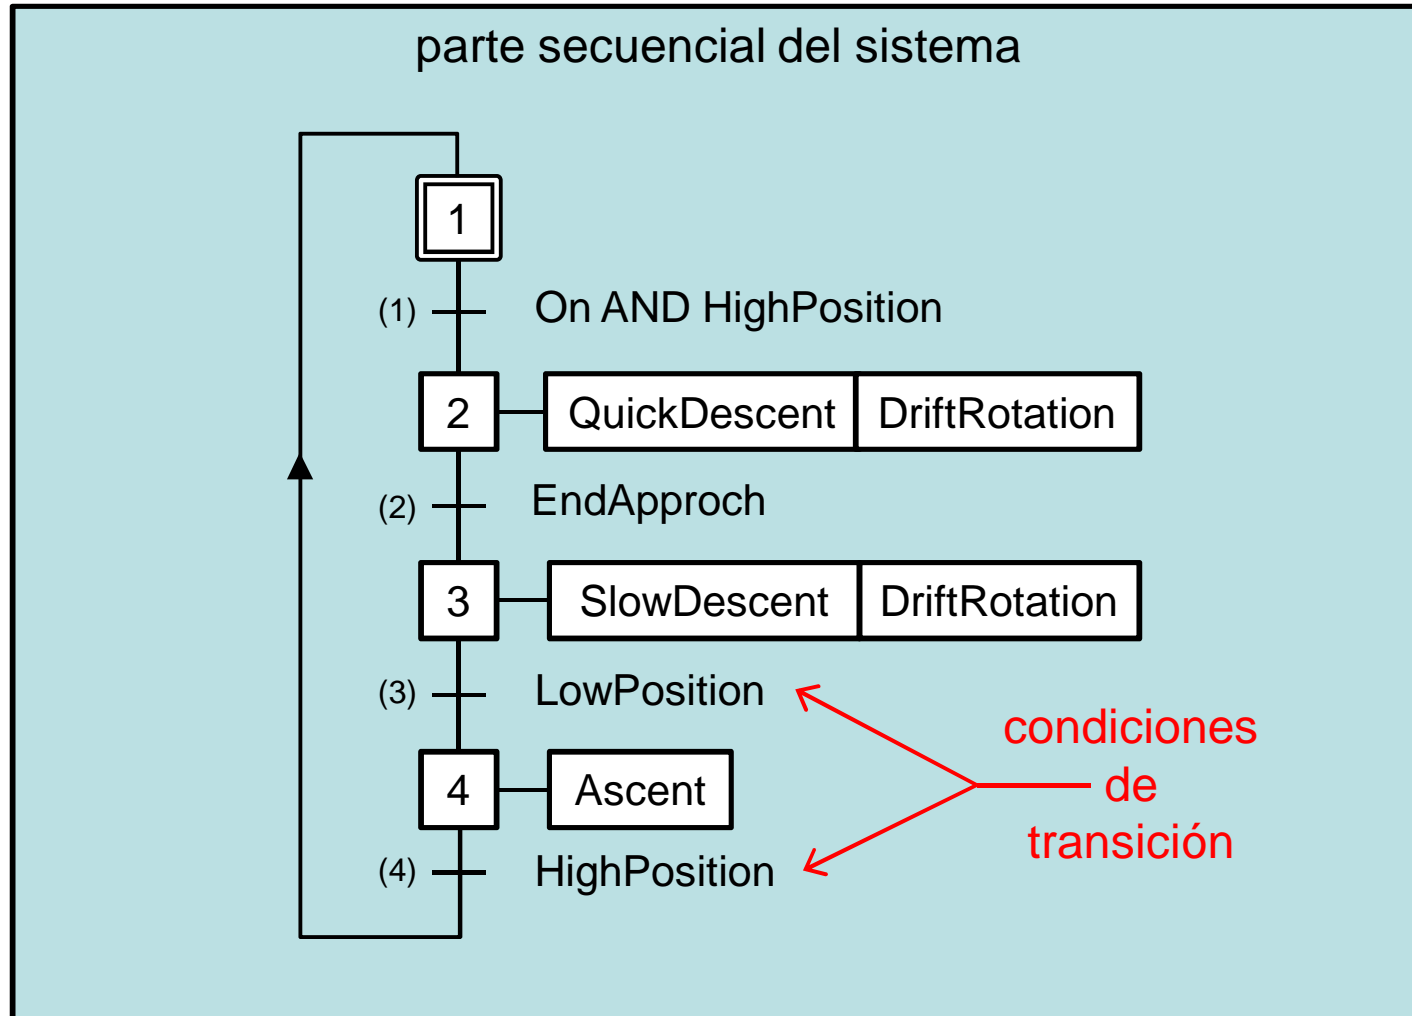 parte secuencial del sistema
1
(1) On AND HighPosition
2 QuickDescent DriftRotation
(2) EndApproch
3 SlowDescent DriftRotation
(3) LowPosition
condiciones
de
transición
4 Ascent
(4) HighPosition